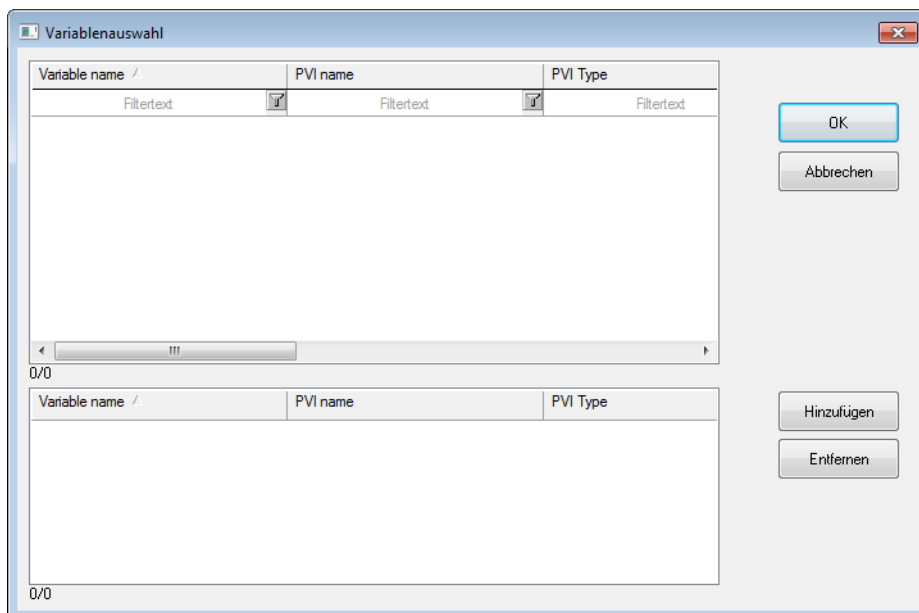 Variablenauswahl
Variable name PVI name PVI Type
Filtertext Filtertext Filtertext
OK
Abbrechen
0/0
Variable name PVI name PVI Type
Hinzufügen
Entfernen
0/0